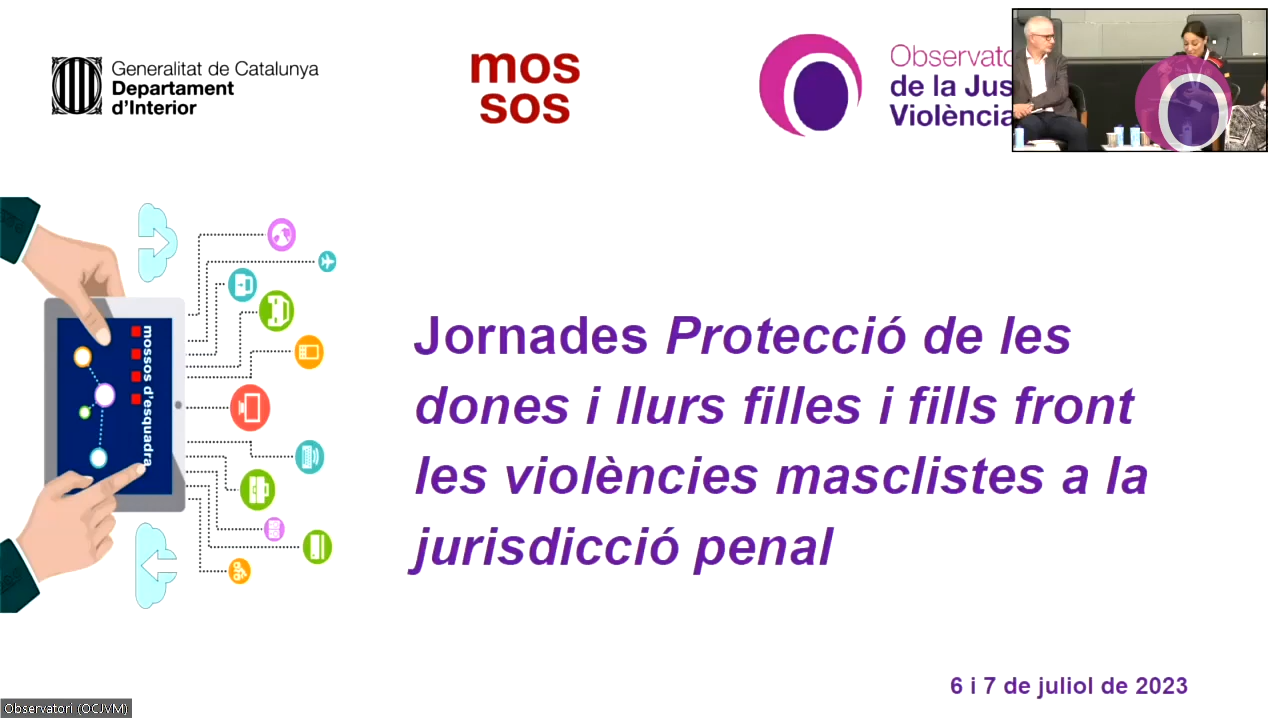 Generalitat de Catalunya
Departament
d'Interior
mos
sos
Observato
de la Jus
Violència
mossos d'esquadra
Jornades Protecció de les
dones i llurs filles i fills front
les violències masclistes a la
jurisdicció penal
6 i 7 de juliol de 2023
Observatori (OCJVM)